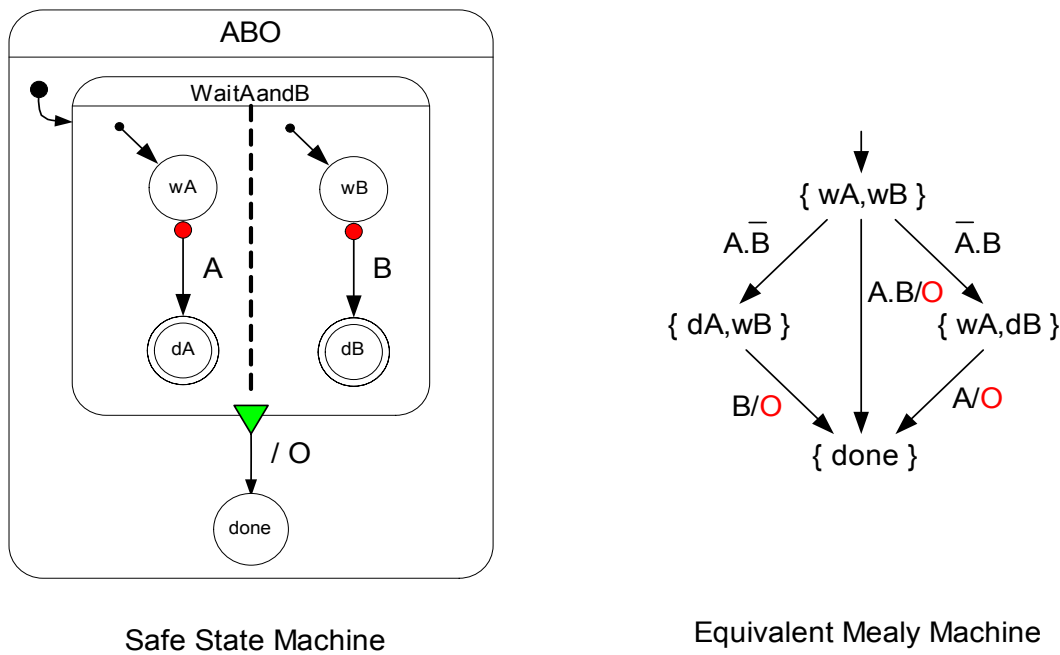 ABO
WaitAandB
wA
wB
A
B
dA
dB
/ O
done
Safe State Machine
{ wA,wB }
A.B̅
A̅.B
A.B/O
{ dA,wB }
{ wA,dB }
B/O
A/O
{ done }
Equivalent Mealy Machine